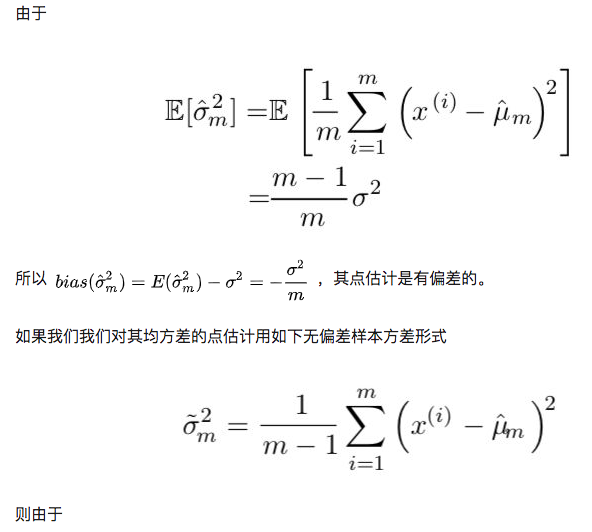 由于
$$\mathbb{E}[\hat{\sigma}_m^2] = \mathbb{E}\left[\frac{1}{m}\sum_{i=1}^{m}\left(x^{(i)} - \hat{\mu}_m\right)^2\right]$$
$$= \frac{m-1}{m}\sigma^2$$
所以 $bias(\hat{\sigma}_m^2) = E(\hat{\sigma}_m^2) - \sigma^2 = -\frac{\sigma^2}{m}$ ，其点估计是有偏差的。
如果我们我们对其均方差的点估计用如下无偏差样本方差形式
$$\tilde{\sigma}_m^2 = \frac{1}{m-1}\sum_{i=1}^{m}\left(x^{(i)} - \hat{\mu}_m\right)^2$$
则由于